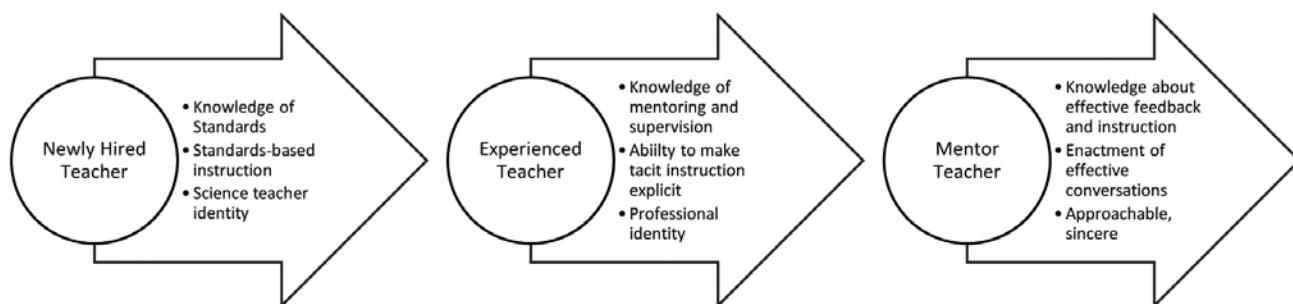 Newly Hired
Teacher
• Knowledge of
Standards
• Standards-based
instruction
• Science teacher
identity
Experienced
Teacher
• Knowledge of
mentoring and
supervision
• Abiilty to make
tacit instruction
explicit
• Professional
identity
Mentor
Teacher
• Knowledge about
effective feedback
and instruction
• Enactment of
effective
conversations
• Approachable,
sincere